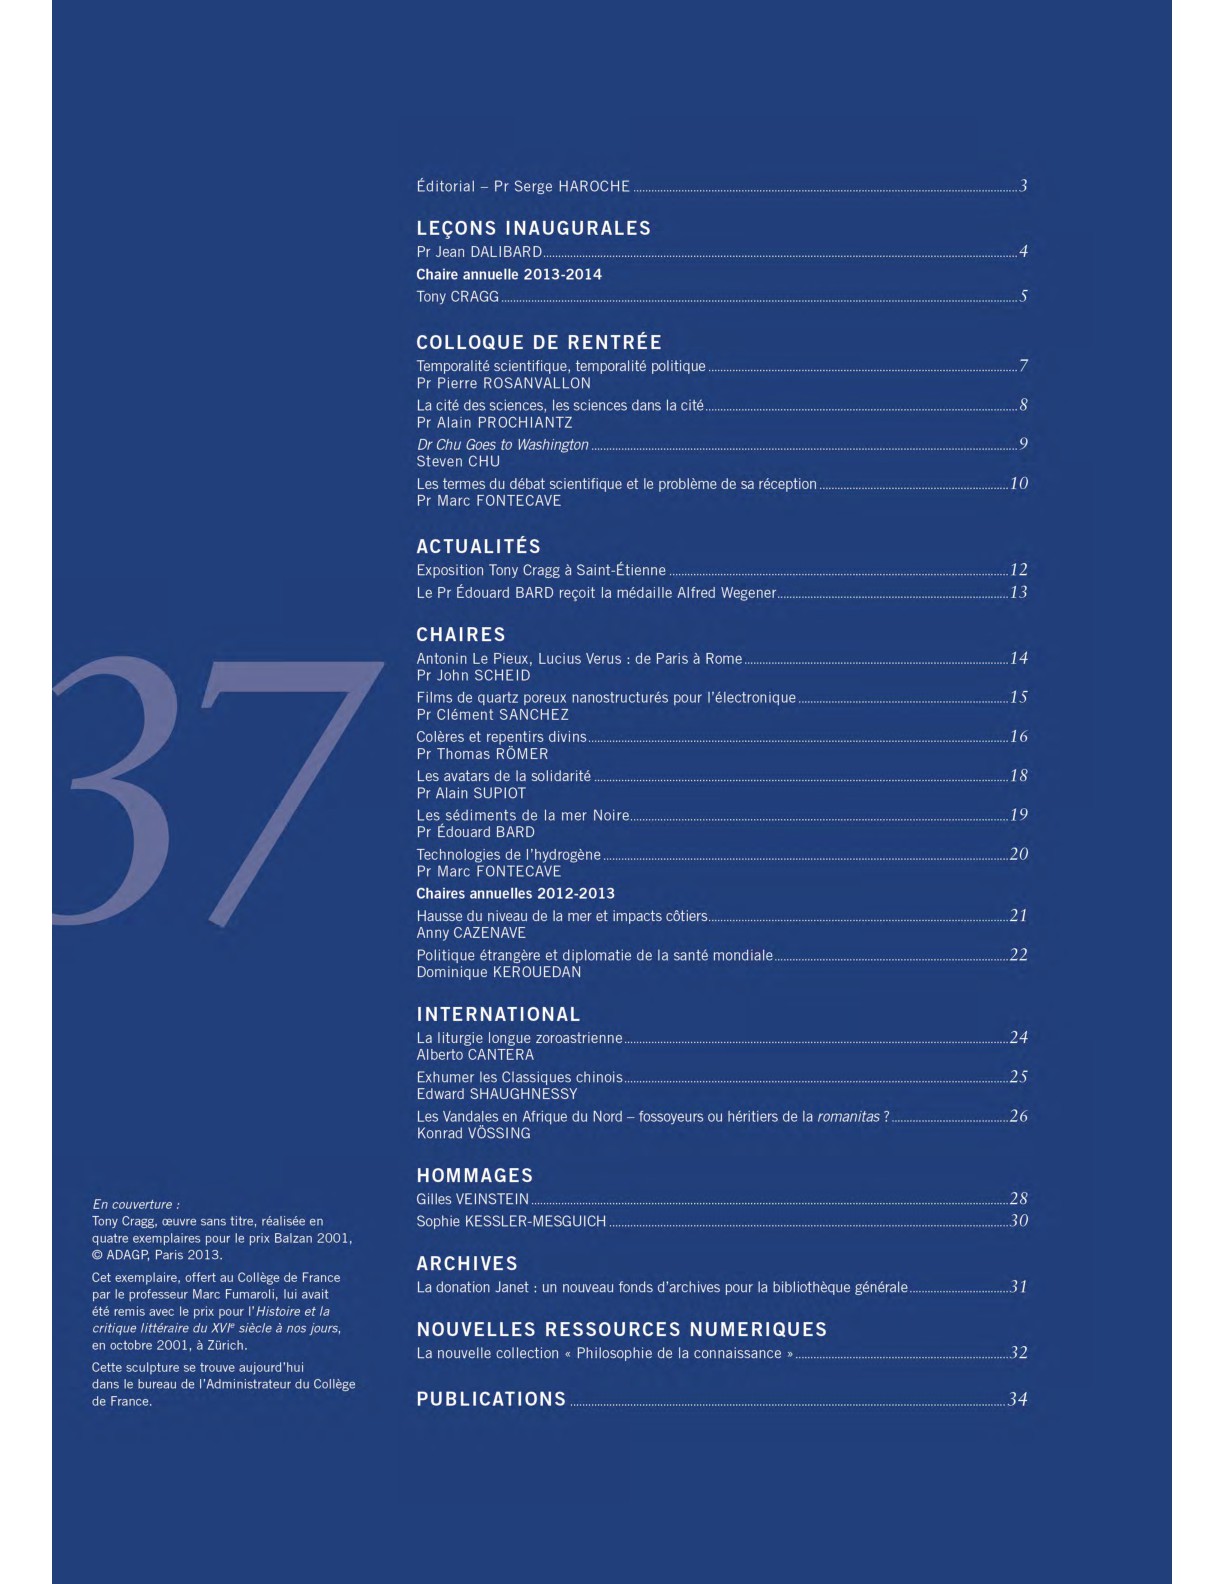 Éditorial – Pr Serge HAROCHE 3
LEÇONS INAUGURALES
Pr Jean DALIBARD 4
Chaire annuelle 2013-2014
Tony CRAGG 5
COLLOQUE DE RENTRÉE
Temporalité scientifique, temporalité politique 7
Pr Pierre ROSANVALLON
La cité des sciences, les sciences dans la cité 8
Pr Alain PROCHIANTZ
Dr Chu Goes to Washington 9
Steven CHU
Les termes du débat scientifique et le problème de sa réception 10
Pr Marc FONTECAVE
ACTUALITÉS
Exposition Tony Cragg à Saint-Étienne 12
Le Pr Édouard BARD reçoit la médaille Alfred Wegener 13
CHAIRES
Antonin Le Pieux, Lucius Verus : de Paris à Rome 14
Pr John SCHEID
Films de quartz poreux nanostructurés pour l'électronique 15
Pr Clément SANCHEZ
Colères et repentirs divins 16
Pr Thomas RÖMER
Les avatars de la solidarité 18
Pr Alain SUPIOT
Les sédiments de la mer Noire 19
Pr Édouard BARD
Technologies de l'hydrogène 20
Pr Marc FONTECAVE
Chaires annuelles 2012-2013
Hausse du niveau de la mer et impacts côtiers 21
Anny CAZENAVE
Politique étrangère et diplomatie de la santé mondiale 22
Dominique KEROUEDAN
INTERNATIONAL
La liturgie longue zoroastrienne 24
Alberto CANTERA
Exhumer les Classiques chinois 25
Edward SHAUGHNESSY
Les Vandales en Afrique du Nord – fossoyeurs ou héritiers de la romanitas ? 26
Konrad VÖSSING
HOMMAGES
Gilles VEINSTEIN 28
Sophie KESSLER-MESGUICH 30
ARCHIVES
La donation Janet : un nouveau fonds d'archives pour la bibliothèque générale 31
NOUVELLES RESSOURCES NUMERIQUES
La nouvelle collection « Philosophie de la connaissance » 32
PUBLICATIONS 34
37
En couverture :
Tony Cragg, œuvre sans titre, réalisée en
quatre exemplaires pour le prix Balzan 2001,
© ADAGP, Paris 2013.
Cet exemplaire, offert au Collège de France
par le professeur Marc Fumaroli, lui avait
été remis avec le prix pour l'Histoire et la
critique littéraire du XVIe siècle à nos jours,
en octobre 2001, à Zürich.
Cette sculpture se trouve aujourd'hui
dans le bureau de l'Administrateur du Collège
de France.